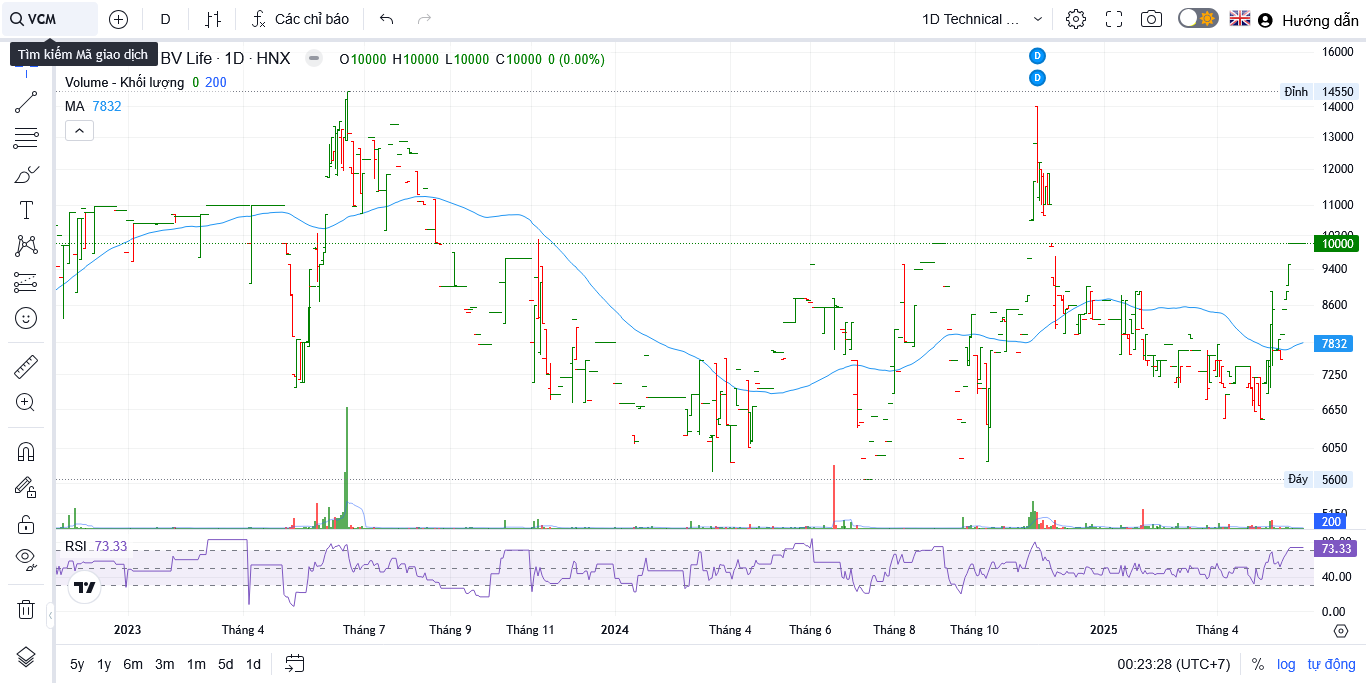 VCM
D
Các chỉ báo
1D Technical ...
Hướng dẫn
Tìm kiếm Mã giao dịch
BV Life · 1D · HNX
O10000 H10000 L10000 C10000 0 (0.00%)
Volume - Khối lượng 0 200
MA 7832
D
D
16000
Đỉnh 14550
14000
13000
12000
11000
10200
10000
9400
8600
7832
7250
6650
6050
Đáy 5600
5150
200
RSI 73.33
80.00
73.33
40.00
0.00
2023
Tháng 4
Tháng 7
Tháng 9
Tháng 11
2024
Tháng 4
Tháng 6
Tháng 8
Tháng 10
2025
Tháng 4
5y 1y 6m 3m 1m 5d 1d
00:23:28 (UTC+7)
% log tự động